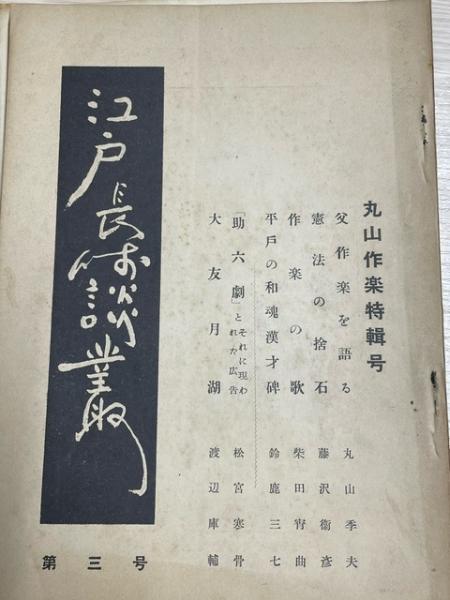 丸山作楽特輯号
父作楽を語る 丸山季夫
憲法の捨石 藤沢衛彦
作楽の歌 柴田宵曲
平戸の和魂漢才碑 鈴鹿三七
「助六劇」とそれに現われた広告 松宮寒骨
大友月湖 渡辺庫輔
江戸長崎談叢
第三号